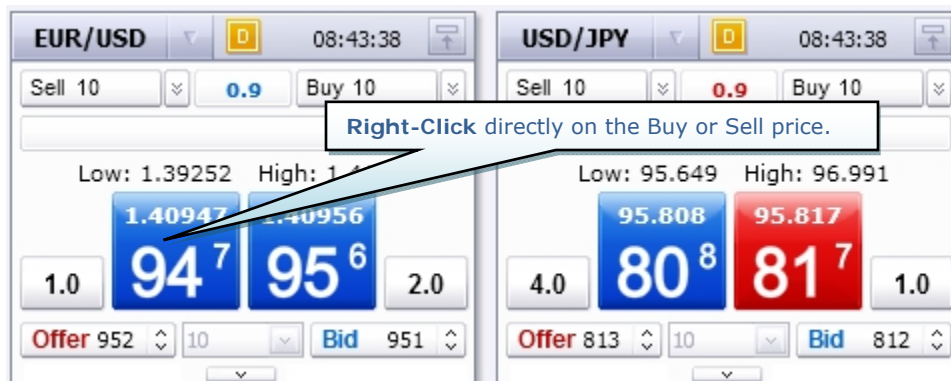 EUR/USD D 08:43:38
Sell 10 0.9 Buy 10
Low: 1.39252 High: 1.4
1.40947 1.40956
1.0 94 7 95 6 2.0
Offer 952 10 Bid 951
USD/JPY D 08:43:38
Sell 10 0.9 Buy 10
Right-Click directly on the Buy or Sell price.
Low: 95.649 High: 96.991
95.808 95.817
4.0 80 8 81 7 1.0
Offer 813 10 Bid 812